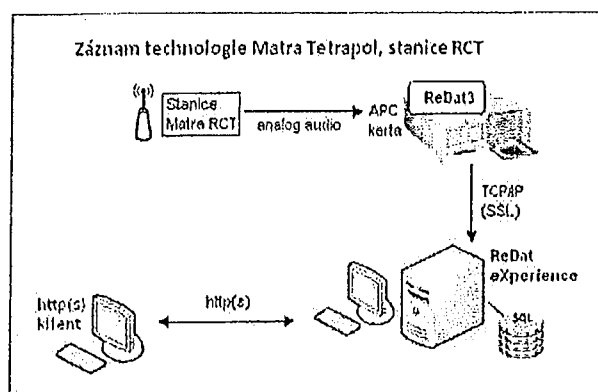 Záznam technologie Matra Tetrapol, stanice RCT
Stanice
Matra RCT
analog audio
APC
karta
ReDat3
TCP/IP
(SSL)
ReDat
eXperience
http(s)
klient
http(s)
SQL